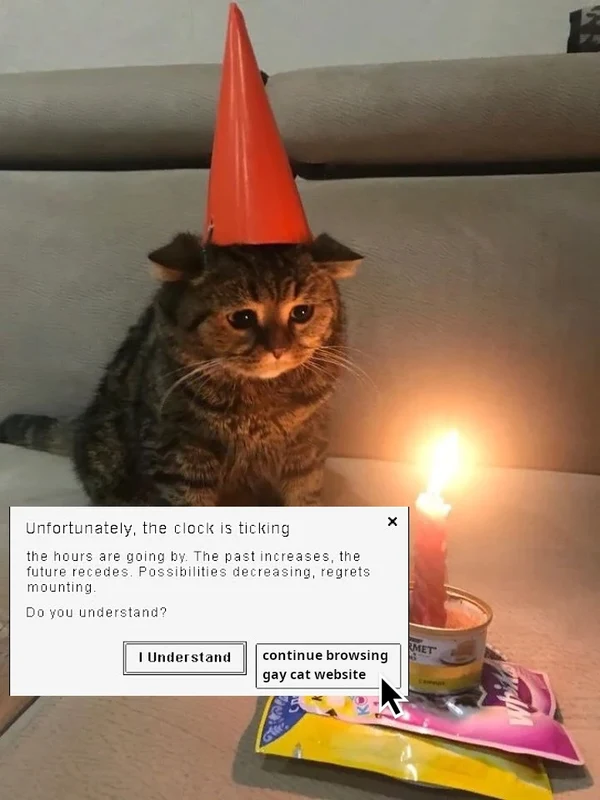 Unfortunately, the clock is ticking
the hours are going by. The past increases, the
future recedes. Possibilities decreasing, regrets
mounting.
Do you understand?
I Understand
continue browsing
gay cat website